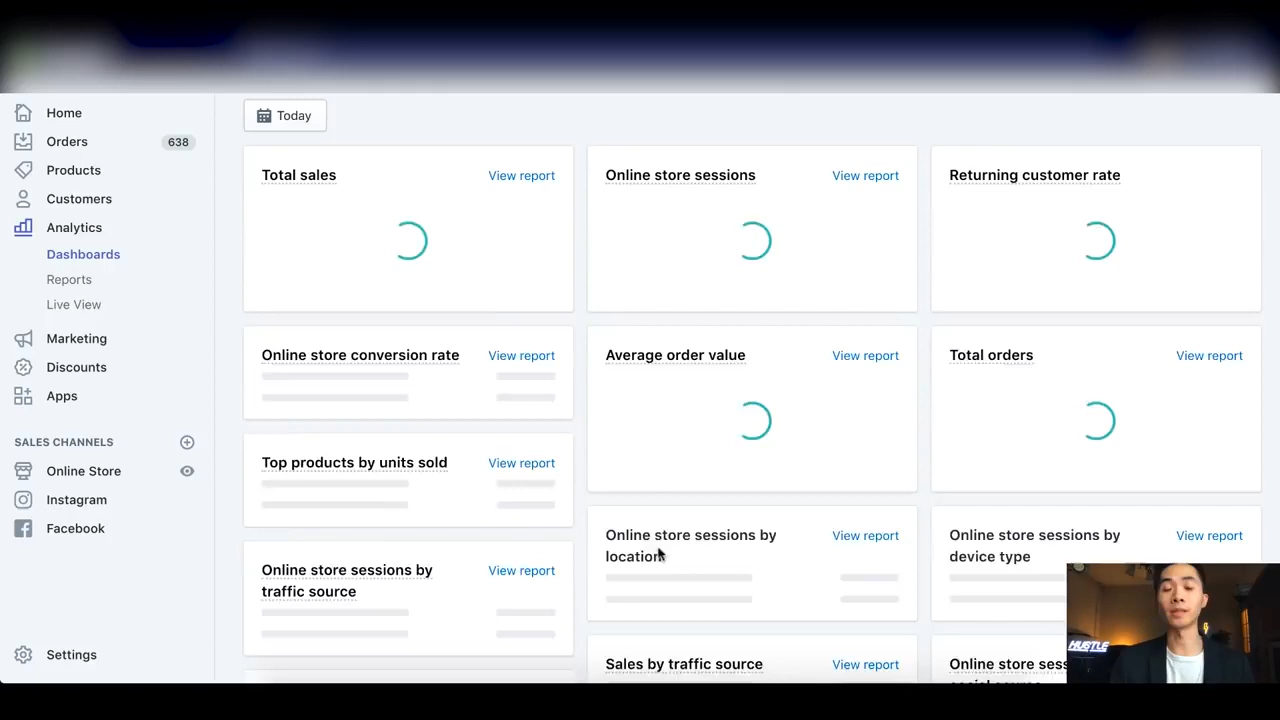 Home
Orders
638
Products
Customers
Analytics
Dashboards
Reports
Live View
Marketing
Discounts
Apps
SALES CHANNELS
Online Store
Instagram
Facebook
Settings
Today
Total sales
View report
Online store sessions
View report
Returning customer rate
Online store conversion rate
View report
Average order value
View report
Total orders
View report
Top products by units sold
View report
Online store sessions by
location
View report
Online store sessions by
device type
View report
Online store sessions by
traffic source
View report
Sales by traffic source
View report
Online store
HUSTLE